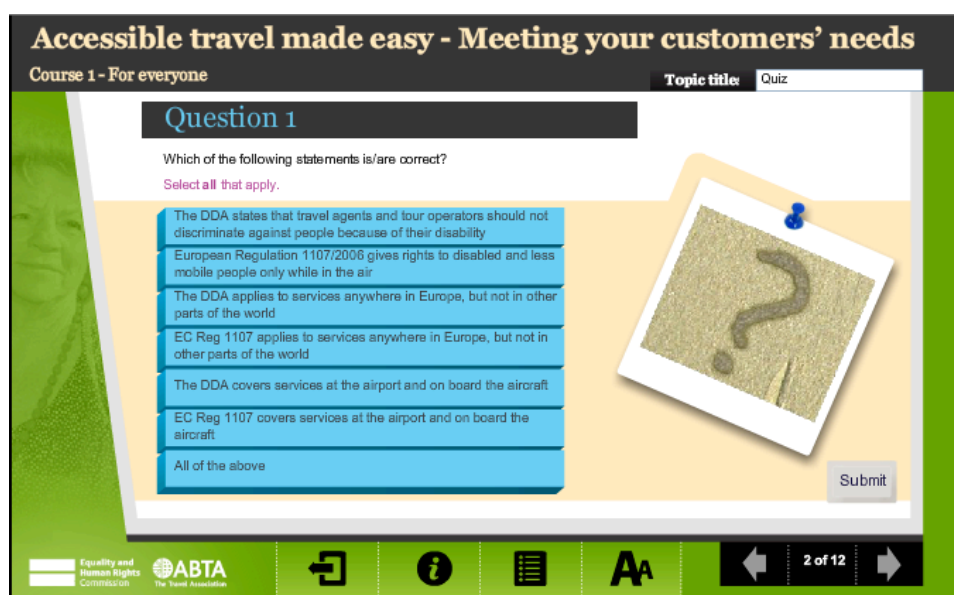 Accessible travel made easy - Meeting your customers’ needs
Course 1 - For everyone
Topic title:
Quiz
Question 1
Which of the following statements is/are correct?
Select all that apply.
The DDA states that travel agents and tour operators should not
discriminate against people because of their disability
European Regulation 1107/2006 gives rights to disabled and less
mobile people only while in the air
The DDA applies to services anywhere in Europe, but not in other
parts of the world
EC Reg 1107 applies to services anywhere in Europe, but not in
other parts of the world
The DDA covers services at the airport and on board the aircraft
EC Reg 1107 covers services at the airport and on board the
aircraft
All of the above
?
Submit
Equality and
Human Rights
Commission
ABTA
The Travel Association
i
AA
2 of 12